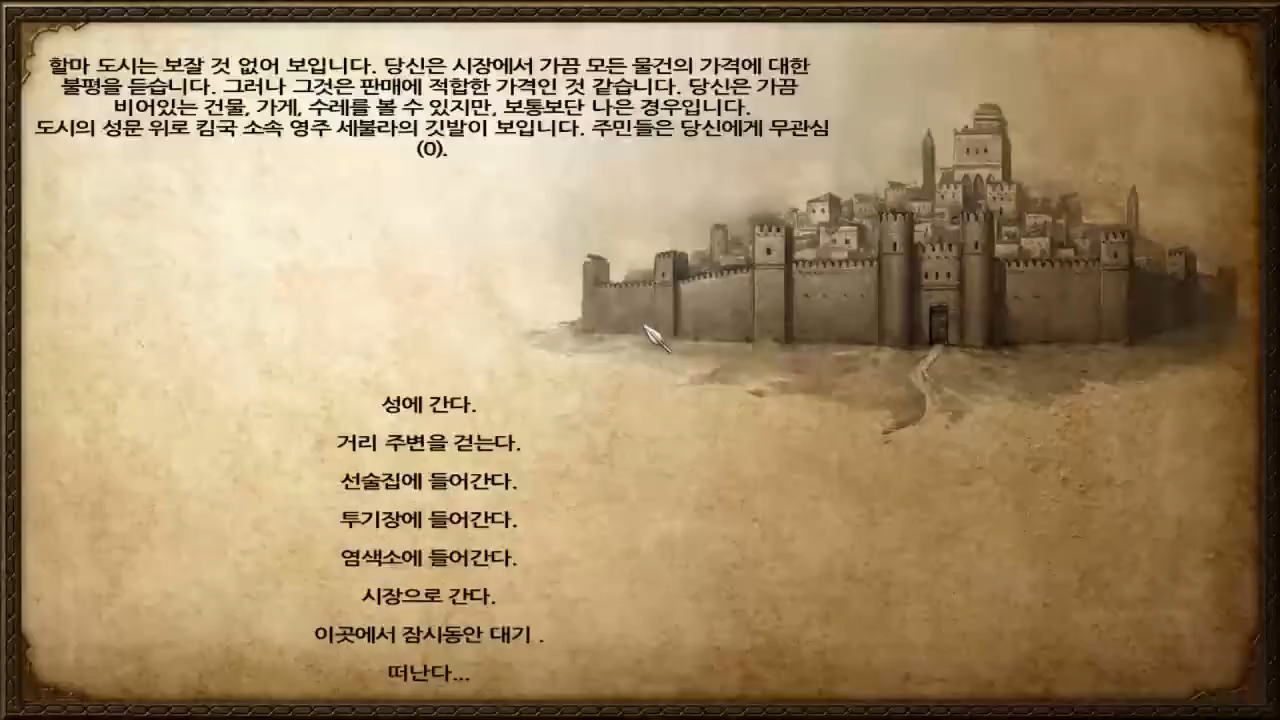 할마 도시는 보잘 것 없어 보입니다. 당신은 시장에서 가끔 모든 물건의 가격에 대한
불평을 듣습니다. 그러나 그것은 판매에 적합한 가격인 것 같습니다. 당신은 가끔
비어있는 건물, 가게, 수레를 볼 수 있지만, 보통보단 나은 경우입니다.
도시의 성문 위로 킴국 소속 영주 세불라의 깃발이 보입니다. 주민들은 당신에게 무관심
(0).
성에 간다.
거리 주변을 걷는다.
선술집에 들어간다.
투기장에 들어간다.
염색소에 들어간다.
시장으로 간다.
이곳에서 잠시동안 대기 .
떠난다...